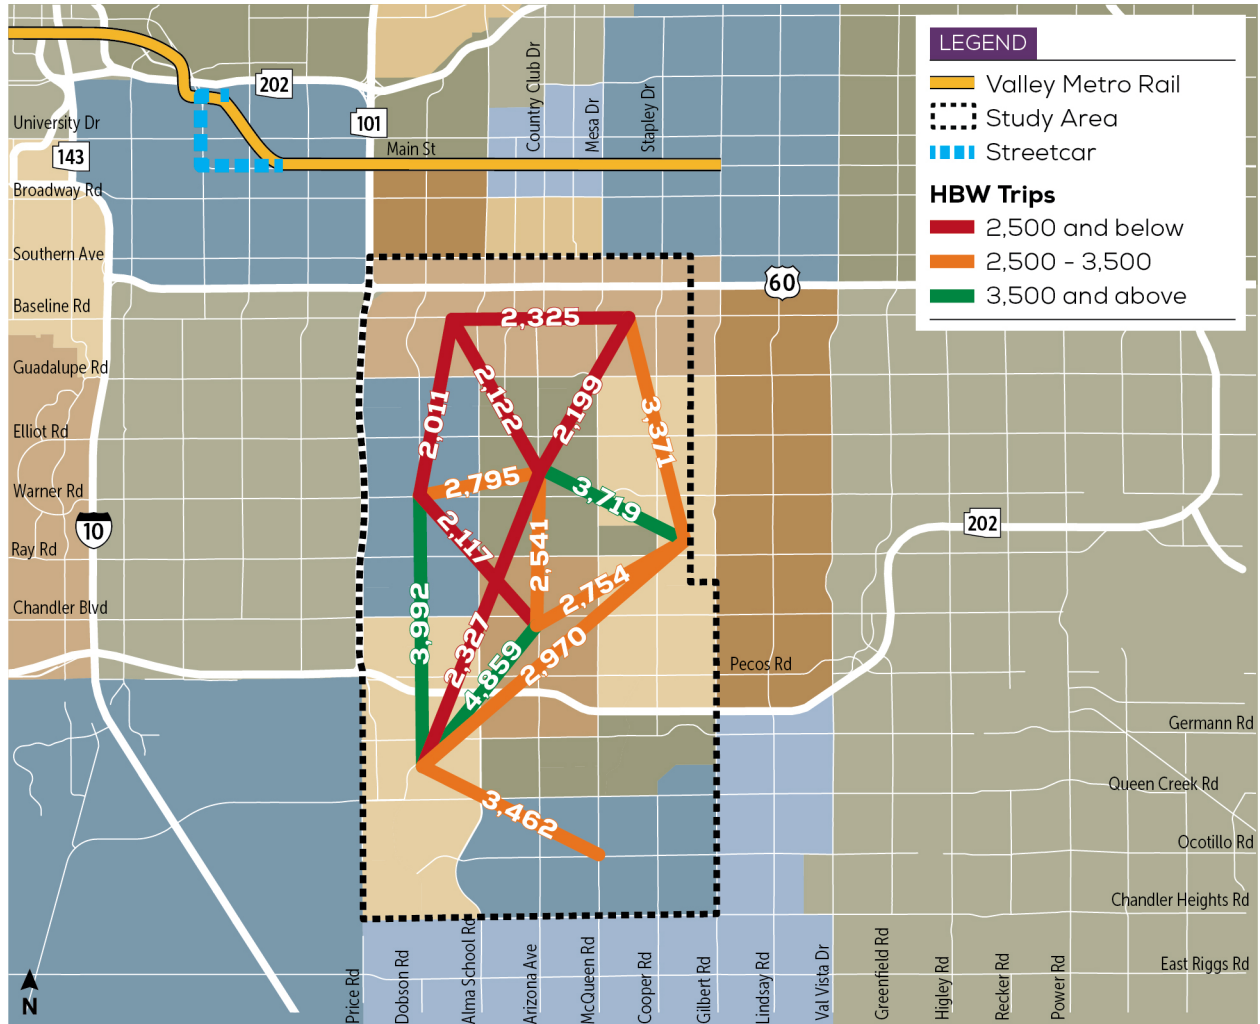 LEGEND
Valley Metro Rail
Study Area
Streetcar
HBW Trips
2,500 and below
2,500 - 3,500
3,500 and above
202
101
143
60
10
202
University Dr
Main St
Country Club Dr
Mesa Dr
Stapley Dr
Broadway Rd
Southern Ave
Baseline Rd
Guadalupe Rd
Elliot Rd
Warner Rd
Ray Rd
Chandler Blvd
Pecos Rd
Germann Rd
Queen Creek Rd
Ocotillo Rd
Chandler Heights Rd
East Riggs Rd
2,325
2,011
2,122
2,199
3,371
2,795
3,719
2,117
2,541
2,754
3,992
2,327
4,859
2,970
3,462
Price Rd
Dobson Rd
Alma School Rd
Arizona Ave
McQueen Rd
Cooper Rd
Gilbert Rd
Lindsay Rd
Val Vista Dr
Greenfield Rd
Higley Rd
Recker Rd
Power Rd
N